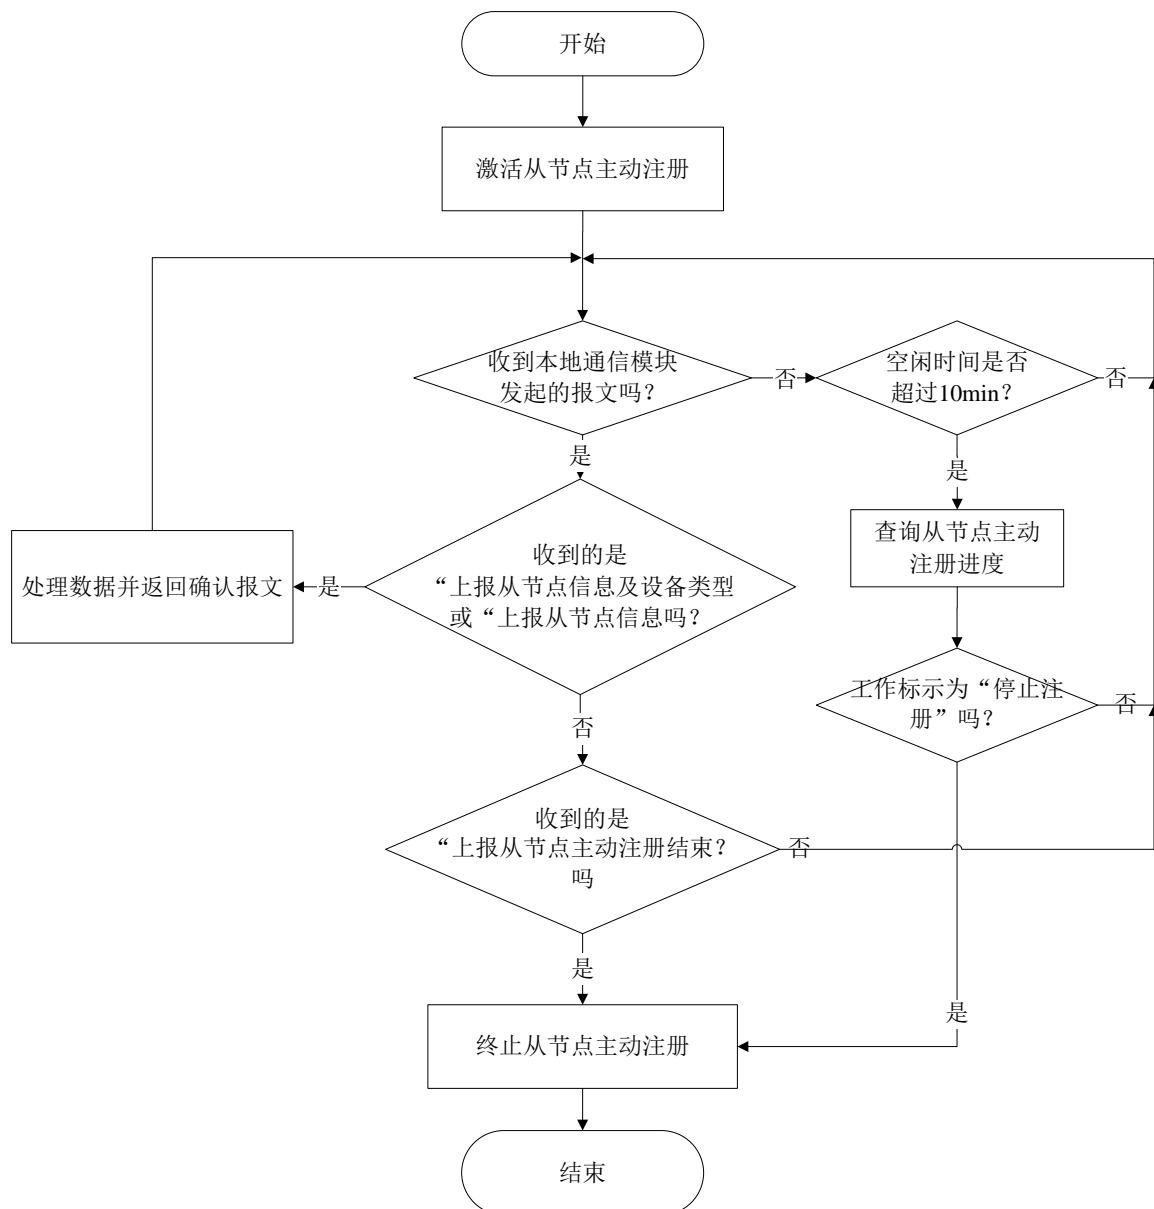 开始
激活从节点主动注册
收到本地通信模块
发起的报文吗？
否
空闲时间是否
超过10min？
否
是
是
查询从节点主动
注册进度
处理数据并返回确认报文
是
收到的是
“上报从节点信息及设备类型
或“上报从节点信息吗？
工作标示为“停止注
册”吗？
否
否
收到的是
“上报从节点主动注册结束？
吗
否
是
是
终止从节点主动注册
结束